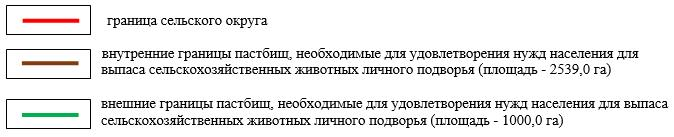 граница сельского округа
внутренние границы пастбищ, необходимые для удовлетворения нужд населения для
выпаса сельскохозяйственных животных личного подворья (площадь - 2539,0 га)
внешние границы пастбищ, необходимые для удовлетворения нужд населения для выпаса
сельскохозяйственных животных личного подворья (площадь - 1000,0 га)